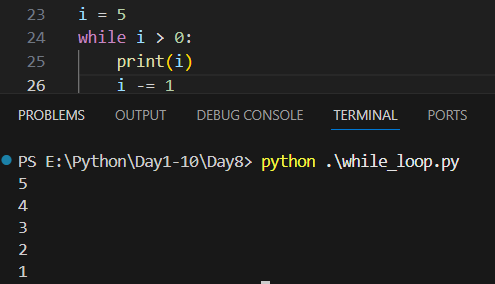 23 i = 5
24 while i > 0:
25     print(i)
26     i -= 1
PROBLEMS OUTPUT DEBUG CONSOLE TERMINAL PORTS
PS E:\Python\Day1-10\Day8> python .\while_loop.py
5
4
3
2
1